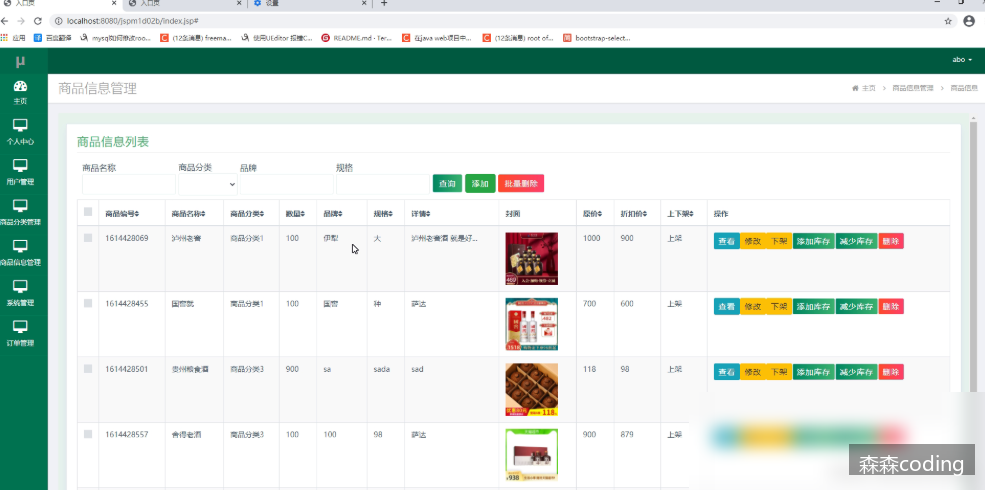 入口页
入口页
设置
localhost:8080/jspm1d02b/index.jsp#
应用
百度翻译
mysql如何修改roo...
(12条消息) freema...
使用UEditor 报错C...
README.md · Ter...
在java web项目中...
(12条消息) root of...
bootstrap-select...
μ
abo
主页
个人中心
用户管理
商品分类管理
商品信息管理
系统管理
订单管理
商品信息管理
主页 > 商品信息管理 > 商品信息
商品信息列表
商品名称 商品分类 品牌 规格
查询 添加 批量删除
商品编号 商品名称 商品分类 数量 品牌 规格 详情 封面 原价 折扣价 上下架 操作
1614428069 泸州老窖 商品分类1 100 伊犁 大 泸州老窖酒 就是好... 1000 900 上架 查看 修改 下架 添加库存 减少库存 删除
1614428455 国窖 商品分类1 100 国窖 种 萨达 700 600 上架 查看 修改 下架 添加库存 减少库存 删除
1614428501 贵州粮食酒 商品分类3 900 sa sada sad 118 98 上架 查看 修改 下架 添加库存 减少库存 删除
1614428557 舍得老酒 商品分类3 100 100 98 萨达 900 879 上架
森森coding